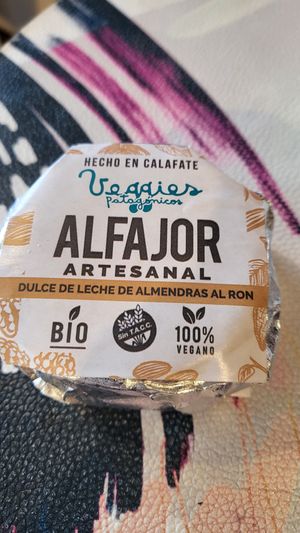 HECHO EN CALAFATE
Veggies
Patagónicos
ALFAJOR
ARTESANAL
DULCE DE LECHE DE ALMENDRAS AL RON
BIO
Sin T.A.C.C.
100%
VEGANO